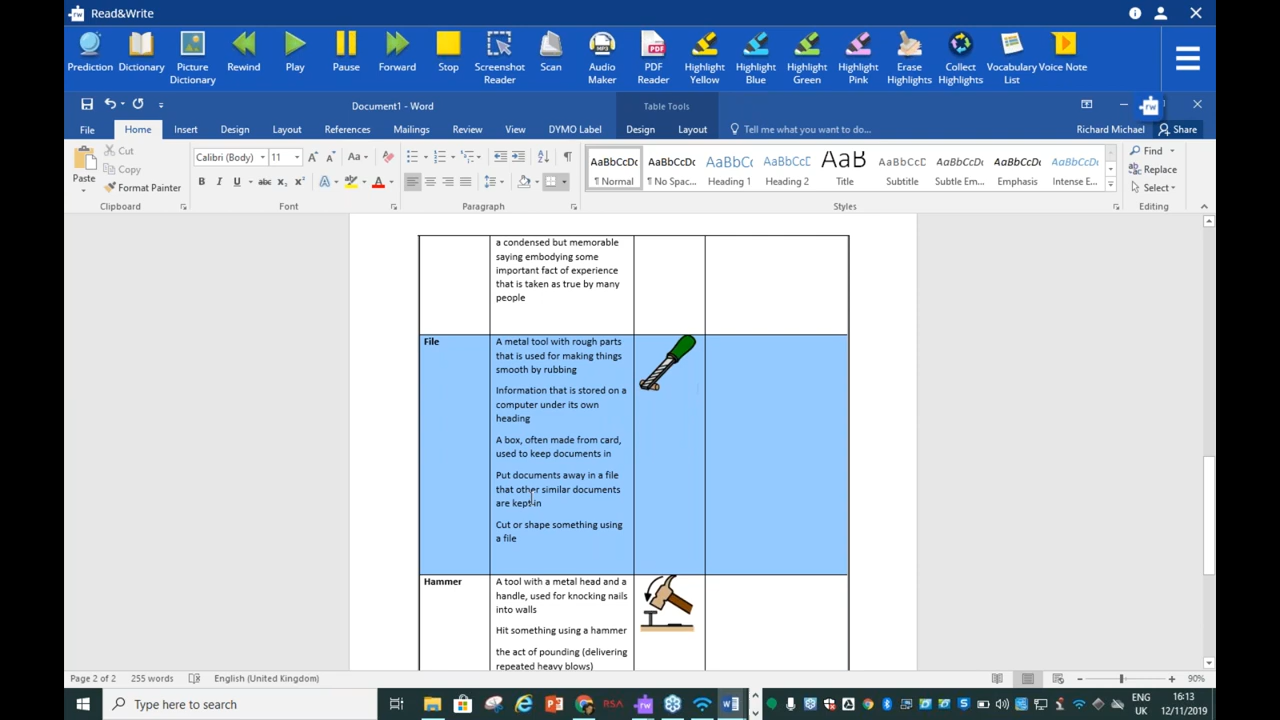 Read&Write
Prediction
Dictionary
Picture
Dictionary
Rewind
Play
Pause
Forward
Stop
Screenshot
Reader
Scan
Audio
Maker
PDF
Reader
Highlight
Yellow
Highlight
Blue
Highlight
Green
Highlight
Pink
Erase
Highlights
Collect
Highlights
Vocabulary
List
Voice Note
Document1 - Word
Table Tools
File
Home
Insert
Design
Layout
References
Mailings
Review
View
DYMO Label
Design
Layout
Tell me what you want to do...
Richard Michael
Share
Paste
Cut
Copy
Format Painter
Clipboard
Calibri (Body)
11
Font
Paragraph
AaBbCcDc
¶ Normal
AaBbCcDc
¶ No Spac...
AaBbCc
Heading 1
AaBbCcC
Heading 2
AaB
Title
AaBbCcC
Subtitle
AaBbCcDc
Subtle Em...
AaBbCcDc
Emphasis
AaBbCcDc
Intense E...
Styles
Find
Replace
Select
Editing
a condensed but memorable
saying embodying some
important fact of experience
that is taken as true by many
people
File
A metal tool with rough parts
that is used for making things
smooth by rubbing
Information that is stored on a
computer under its own
heading
A box, often made from card,
used to keep documents in
Put documents away in a file
that other similar documents
are kept in
Cut or shape something using
a file
Hammer
A tool with a metal head and a
handle, used for knocking nails
into walls
Hit something using a hammer
the act of pounding (delivering
repeated heavy blows)
Page 2 of 2
255 words
English (United Kingdom)
90%
Type here to search
RSA
ENG
UK
16:13
12/11/2019